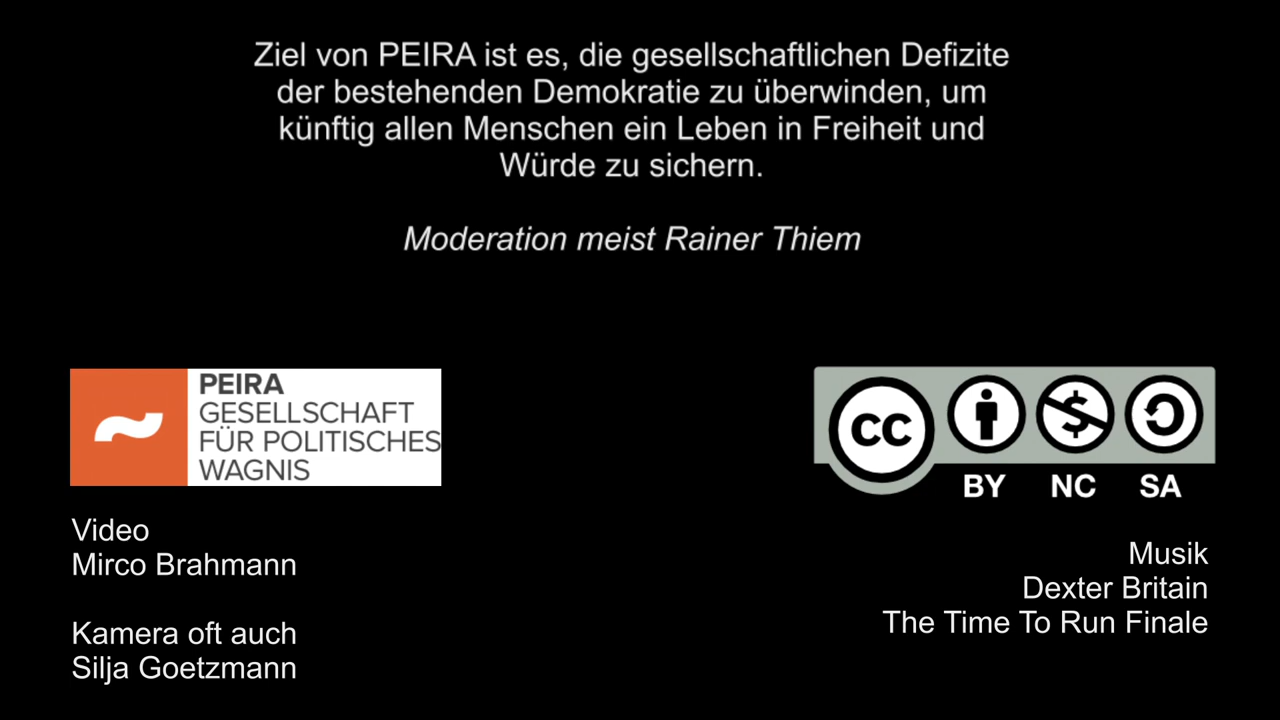 Ziel von PEIRA ist es, die gesellschaftlichen Defizite
der bestehenden Demokratie zu überwinden, um
künftig allen Menschen ein Leben in Freiheit und
Würde zu sichern.
Moderation meist Rainer Thiem
PEIRA
GESELLSCHAFT
FÜR POLITISCHES
WAGNIS
Video
Mirco Brahmann
Kamera oft auch
Silja Goetzmann
CC
BY NC SA
Musik
Dexter Britain
The Time To Run Finale